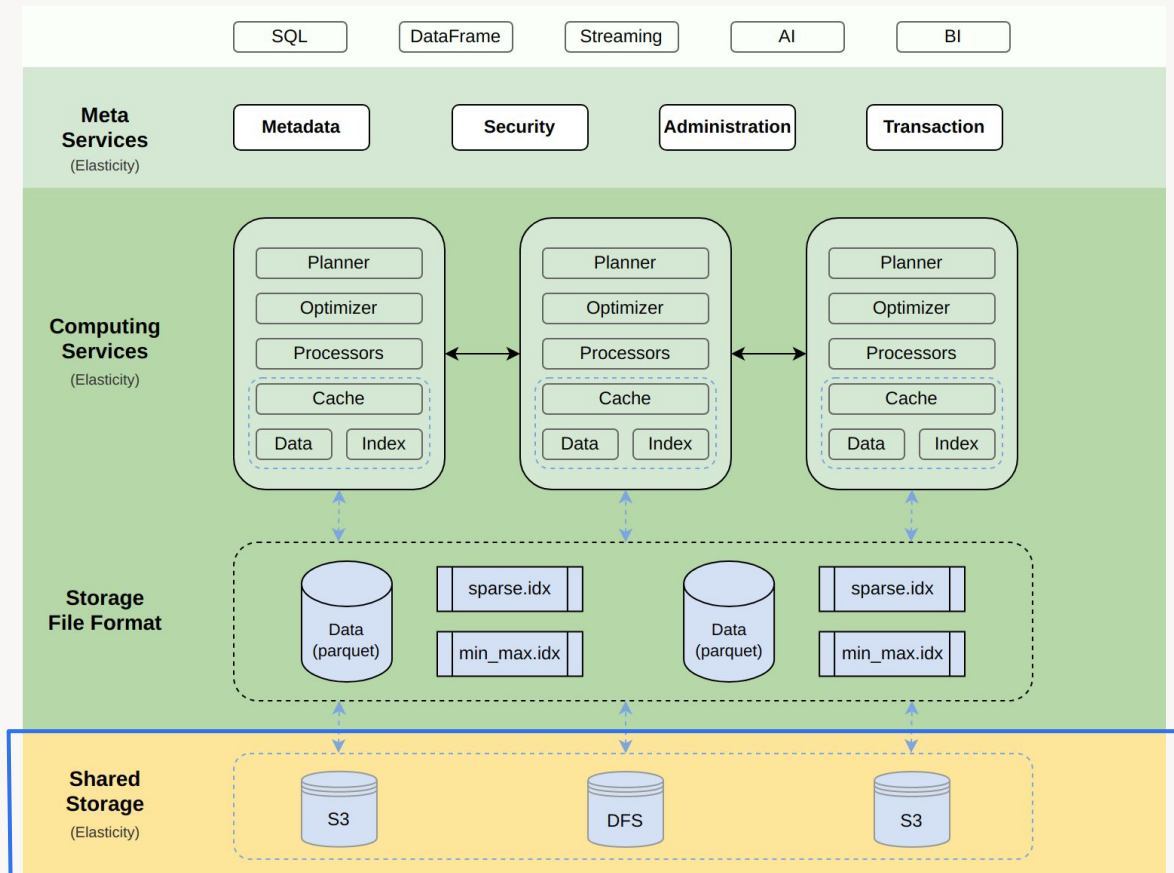 SQL
DataFrame
Streaming
AI
BI
Meta
Services
(Elasticity)
Metadata
Security
Administration
Transaction
Computing
Services
(Elasticity)
Planner
Optimizer
Processors
Cache
Data
Index
Planner
Optimizer
Processors
Cache
Data
Index
Planner
Optimizer
Processors
Cache
Data
Index
Storage
File Format
Data
(parquet)
sparse.idx
min_max.idx
Data
(parquet)
sparse.idx
min_max.idx
Shared
Storage
(Elasticity)
S3
DFS
S3